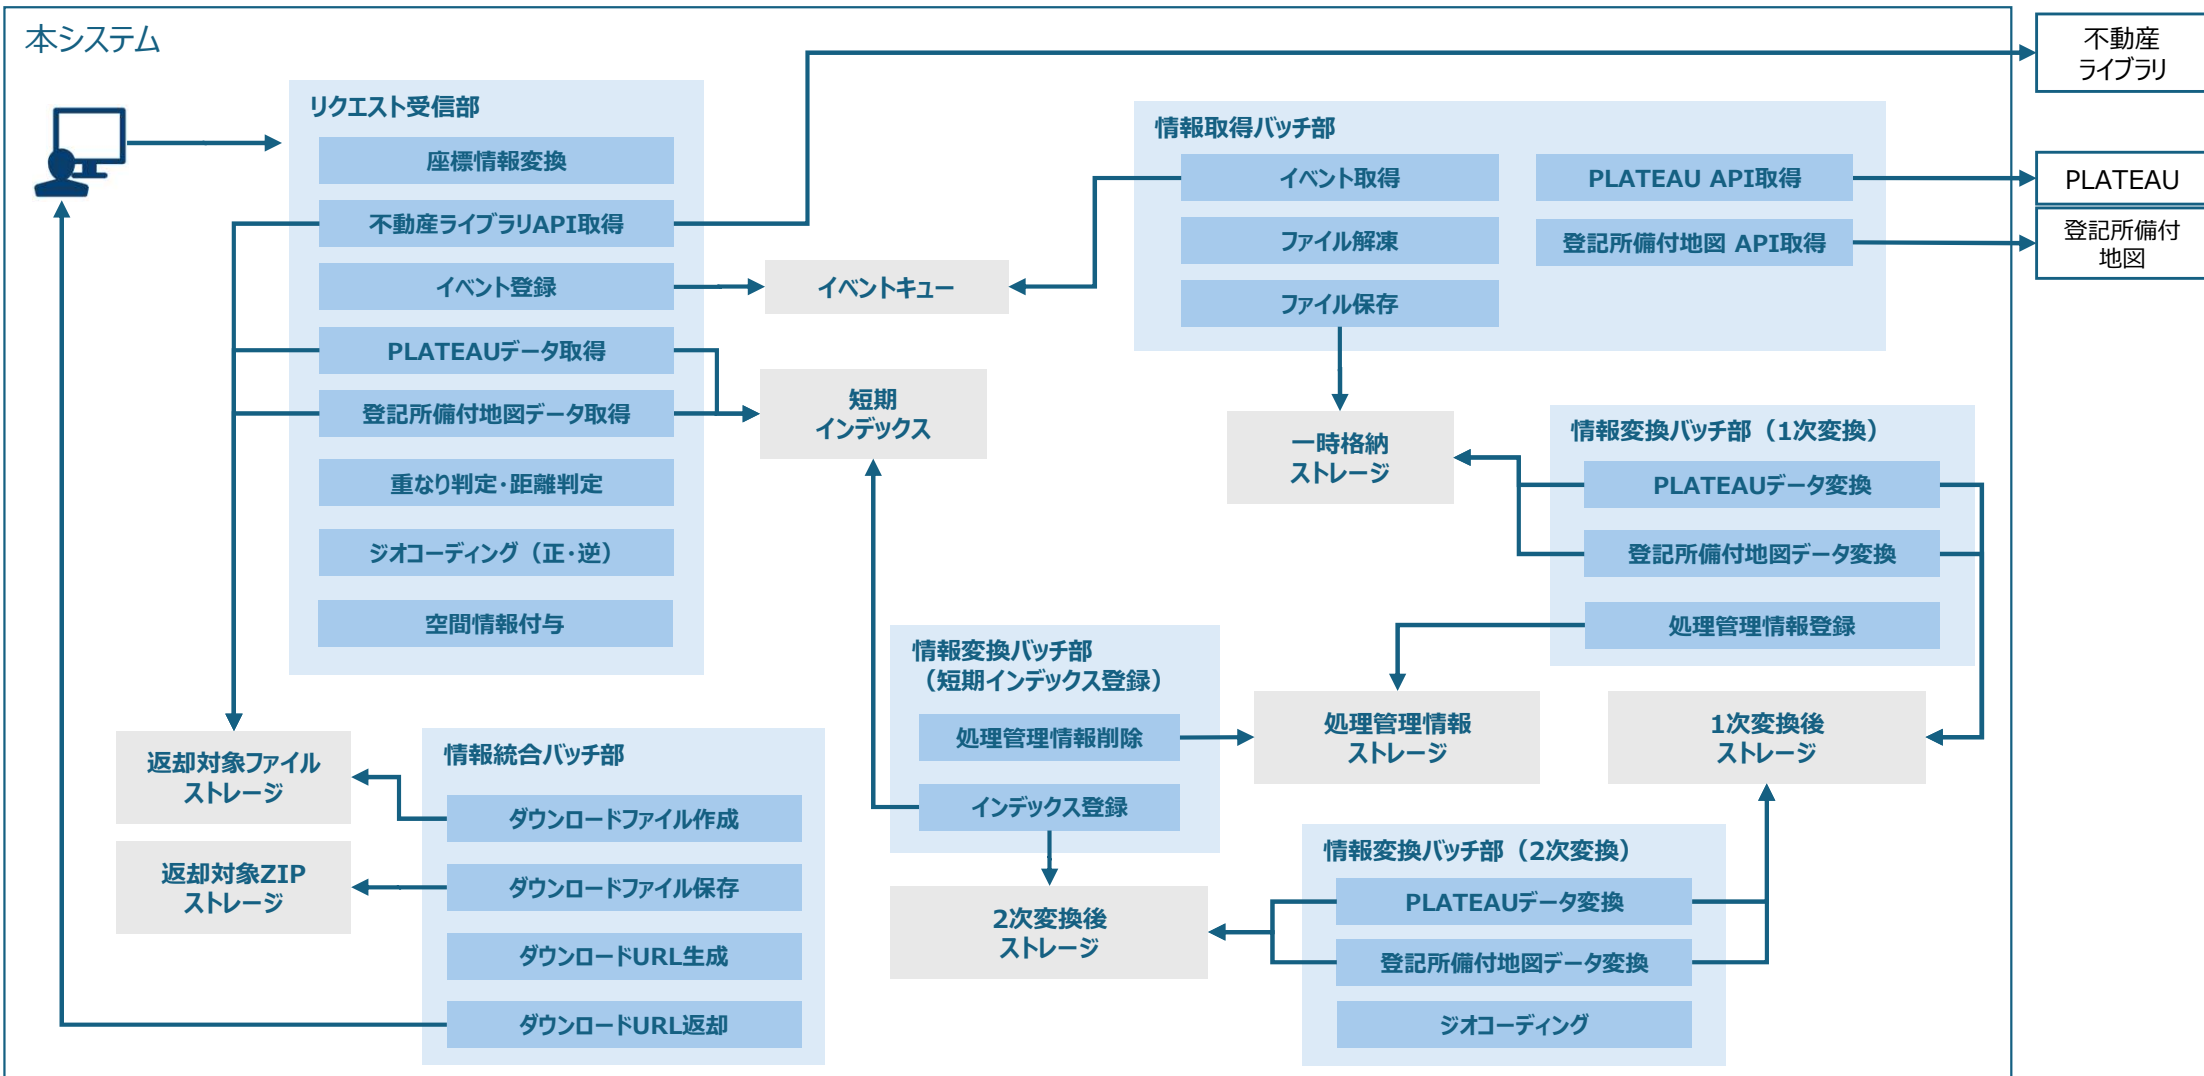 本システム
不動産
ライブラリ
PLATEAU
登記所備付
地図
リクエスト受信部
座標情報変換
不動産ライブラリAPI取得
イベント登録
PLATEAUデータ取得
登記所備付地図データ取得
重なり判定・距離判定
ジオコーディング（正・逆）
空間情報付与
イベントキュー
短期
インデックス
情報取得バッチ部
イベント取得
ファイル解凍
ファイル保存
PLATEAU API取得
登記所備付地図 API取得
一時格納
ストレージ
情報変換バッチ部（1次変換）
PLATEAUデータ変換
登記所備付地図データ変換
処理管理情報登録
情報変換バッチ部
（短期インデックス登録）
処理管理情報削除
インデックス登録
処理管理情報
ストレージ
1次変換後
ストレージ
返却対象ファイル
ストレージ
返却対象ZIP
ストレージ
情報統合バッチ部
ダウンロードファイル作成
ダウンロードファイル保存
ダウンロードURL生成
ダウンロードURL返却
2次変換後
ストレージ
情報変換バッチ部（2次変換）
PLATEAUデータ変換
登記所備付地図データ変換
ジオコーディング